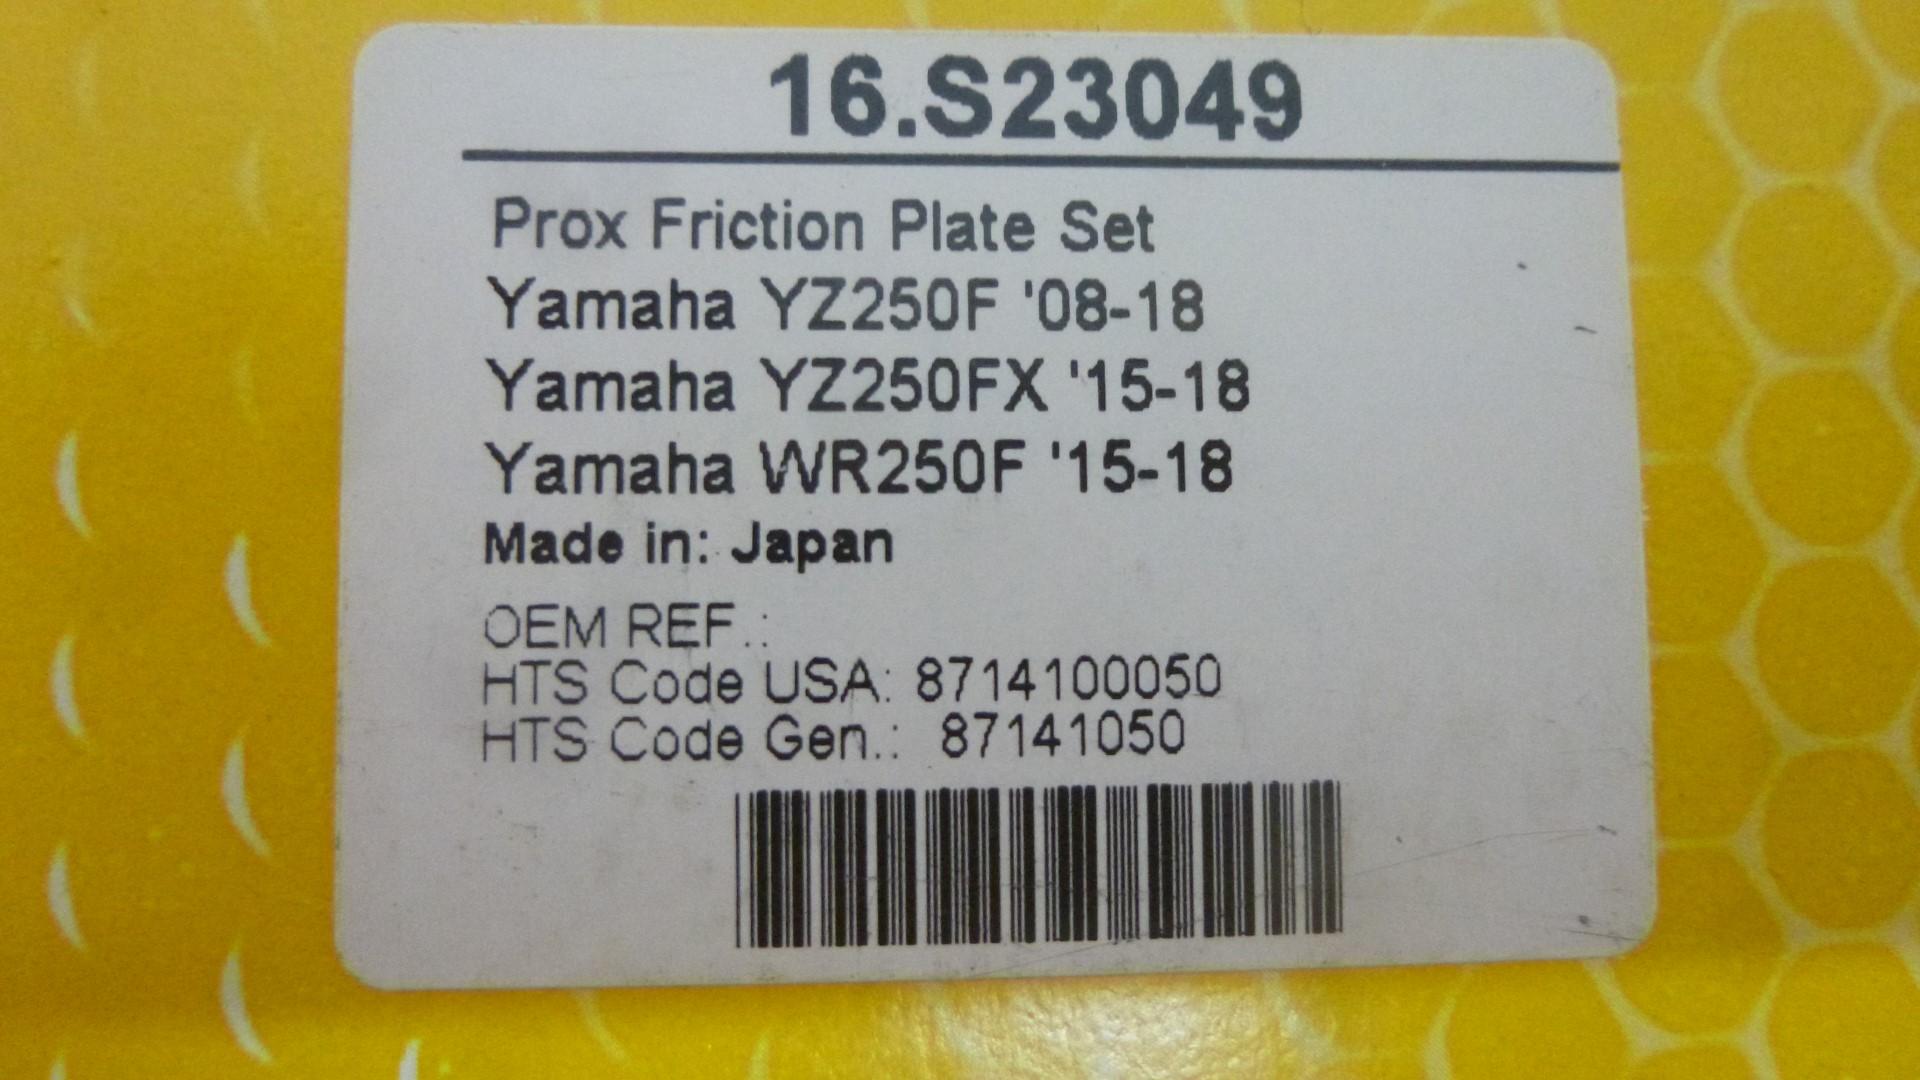 16.S23049
Prox Friction Plate Set
Yamaha YZ250F '08-18
Yamaha YZ250FX '15-18
Yamaha WR250F '15-18
Made in: Japan
OEM REF.:
HTS Code USA: 8714100050
HTS Code Gen.: 87141050